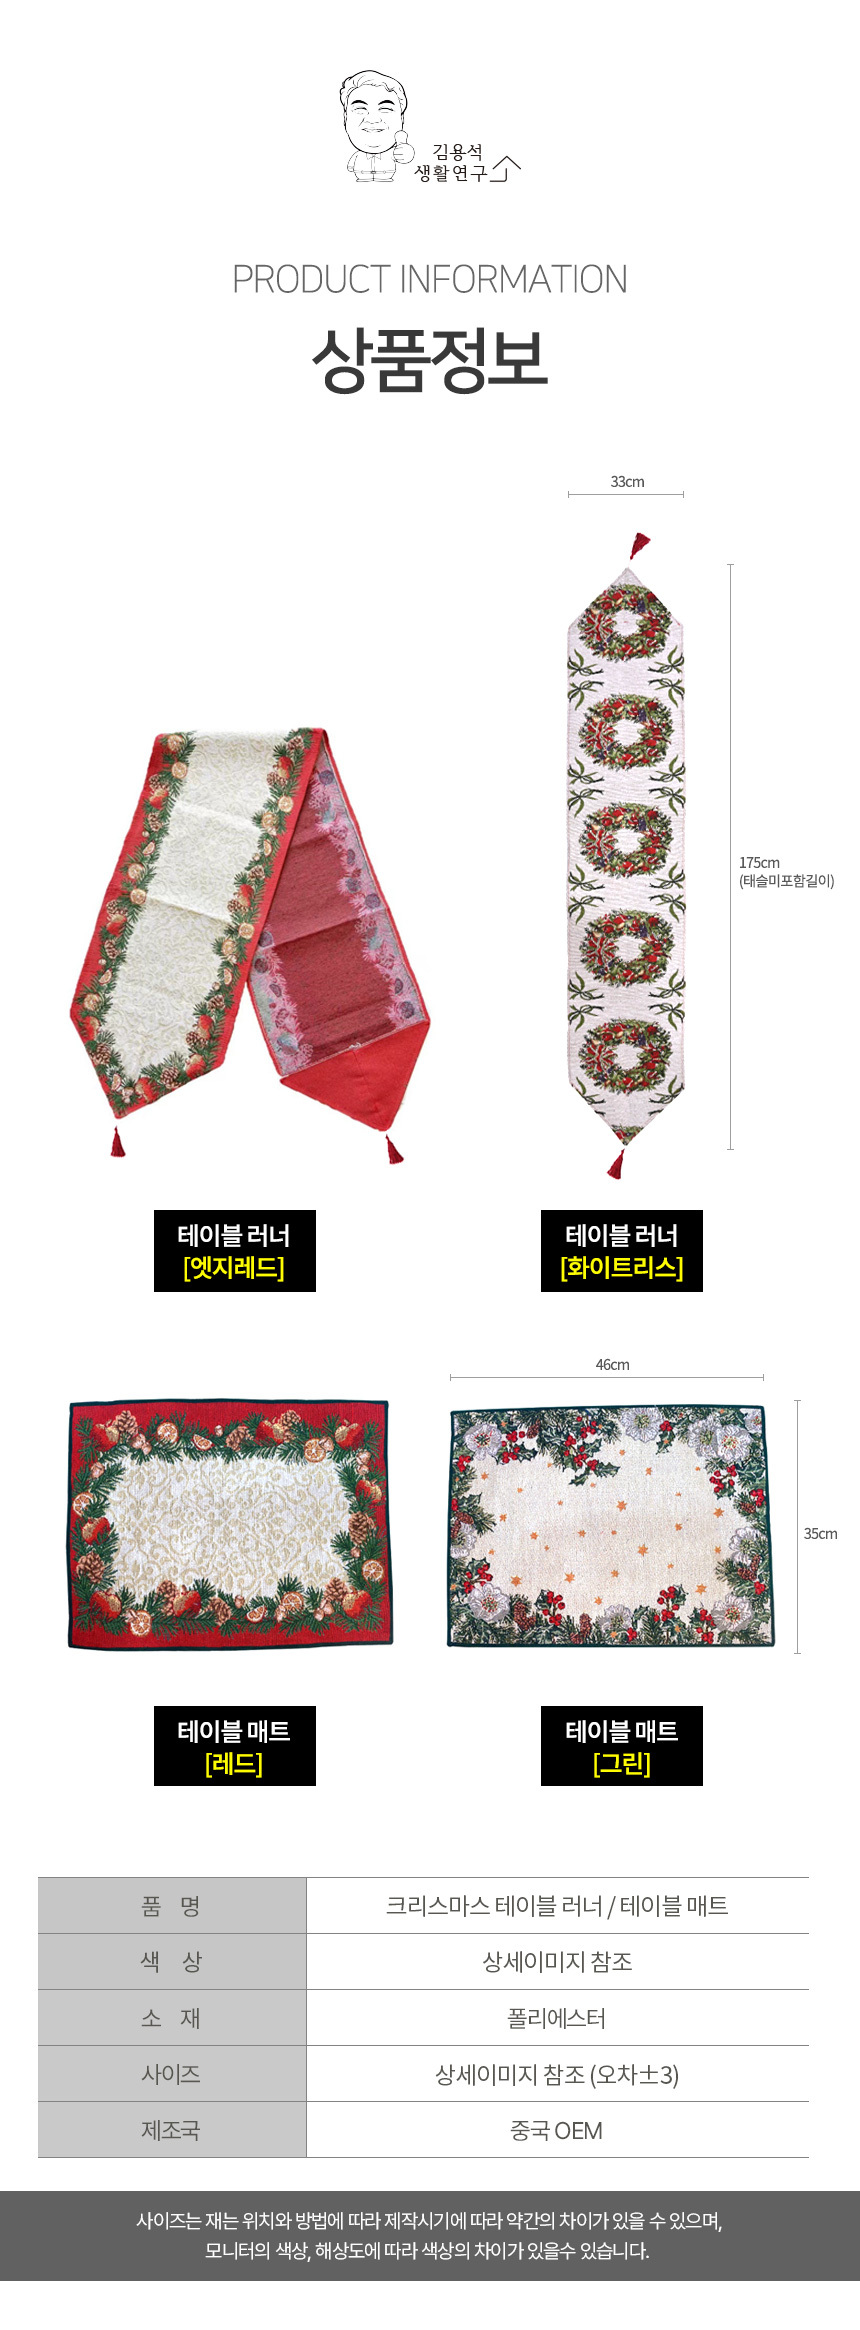 김용석
생활연구
PRODUCT INFORMATION
상품정보
33cm
175cm
(태슬미포함길이)
테이블 러너
[엣지레드]
테이블 러너
[화이트리스]
46cm
35cm
테이블 매트
[레드]
테이블 매트
[그린]
품 명
크리스마스 테이블 러너 / 테이블 매트
색 상
상세이미지 참조
소 재
폴리에스터
사이즈
상세이미지 참조 (오차±3)
제조국
중국 OEM
사이즈는 재는 위치와 방법에 따라 제작시기에 따라 약간의 차이가 있을 수 있으며,
모니터의 색상, 해상도에 따라 색상의 차이가 있을수 있습니다.